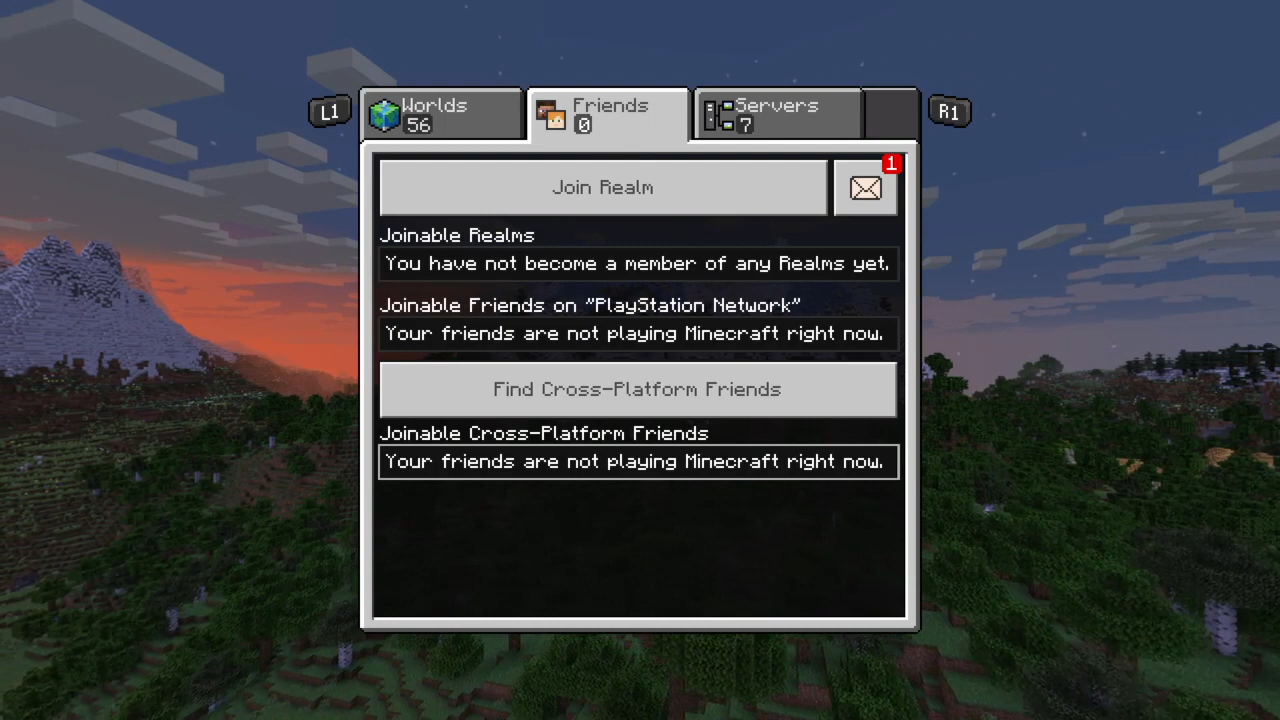 L1
Worlds
56
Friends
0
Servers
7
R1
Join Realm
1
Joinable Realms
You have not become a member of any Realms yet.
Joinable Friends on "PlayStation Network"
Your friends are not playing Minecraft right now.
Find Cross-Platform Friends
Joinable Cross-Platform Friends
Your friends are not playing Minecraft right now.